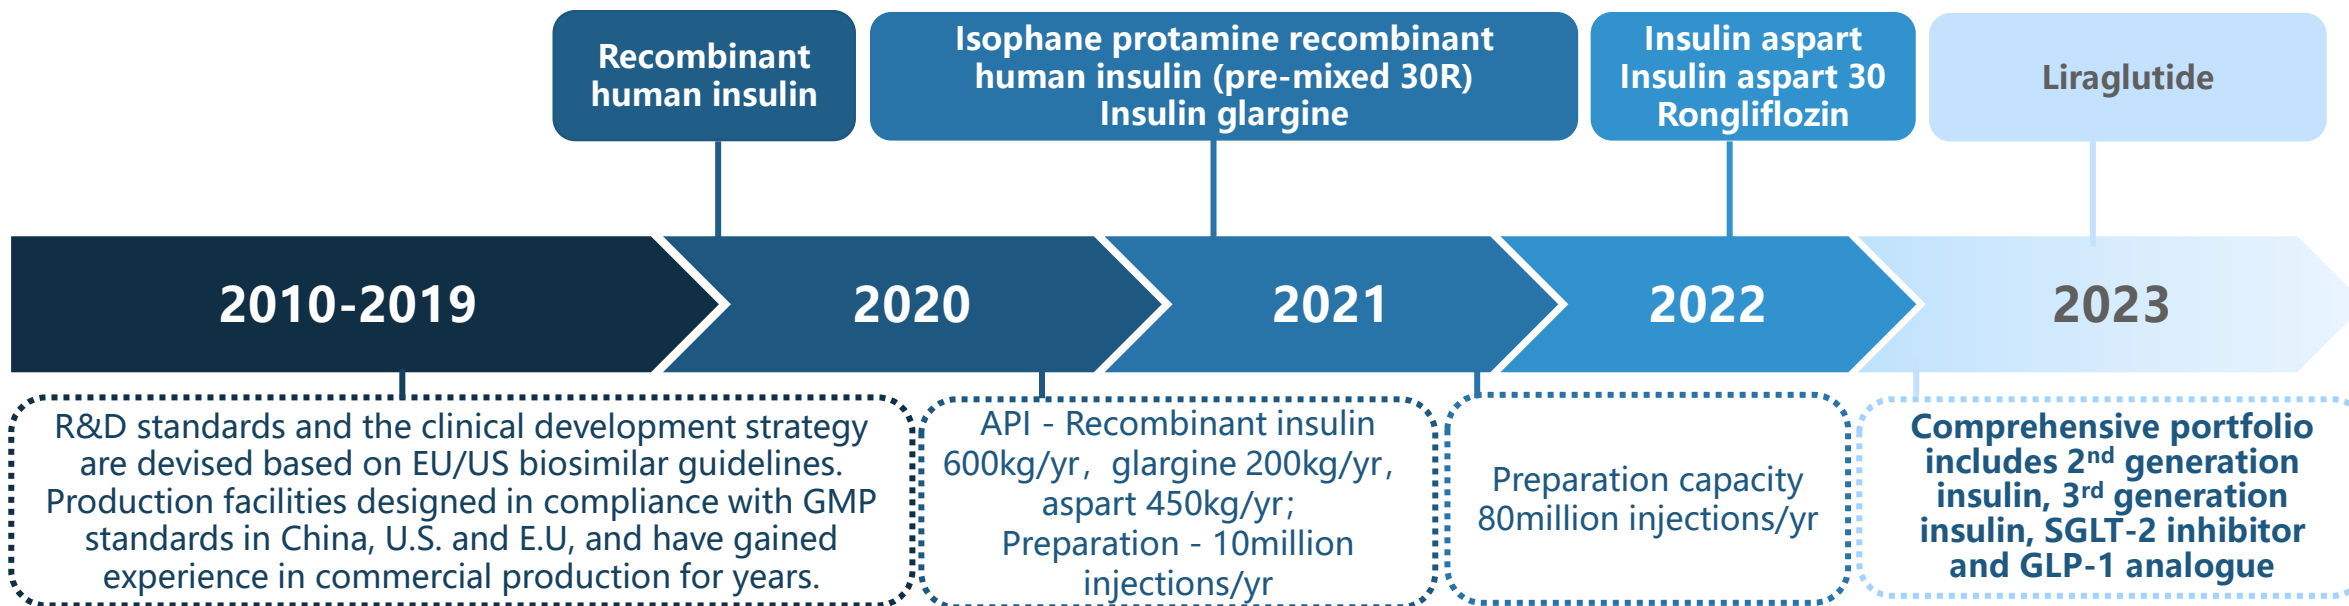 Recombinant
human insulin
Isophane protamine recombinant
human insulin (pre-mixed 30R)
Insulin glargine
Insulin aspart
Insulin aspart 30
Rongliflozin
Liraglutide
2010-2019
2020
2021
2022
2023
R&D standards and the clinical development strategy
are devised based on EU/US biosimilar guidelines.
Production facilities designed in compliance with GMP
standards in China, U.S. and E.U, and have gained
experience in commercial production for years.
API - Recombinant insulin
600kg/yr，glargine 200kg/yr，
aspart 450kg/yr；
Preparation - 10million
injections/yr
Preparation capacity
80million injections/yr
Comprehensive portfolio
includes 2nd generation
insulin, 3rd generation
insulin, SGLT-2 inhibitor
and GLP-1 analogue